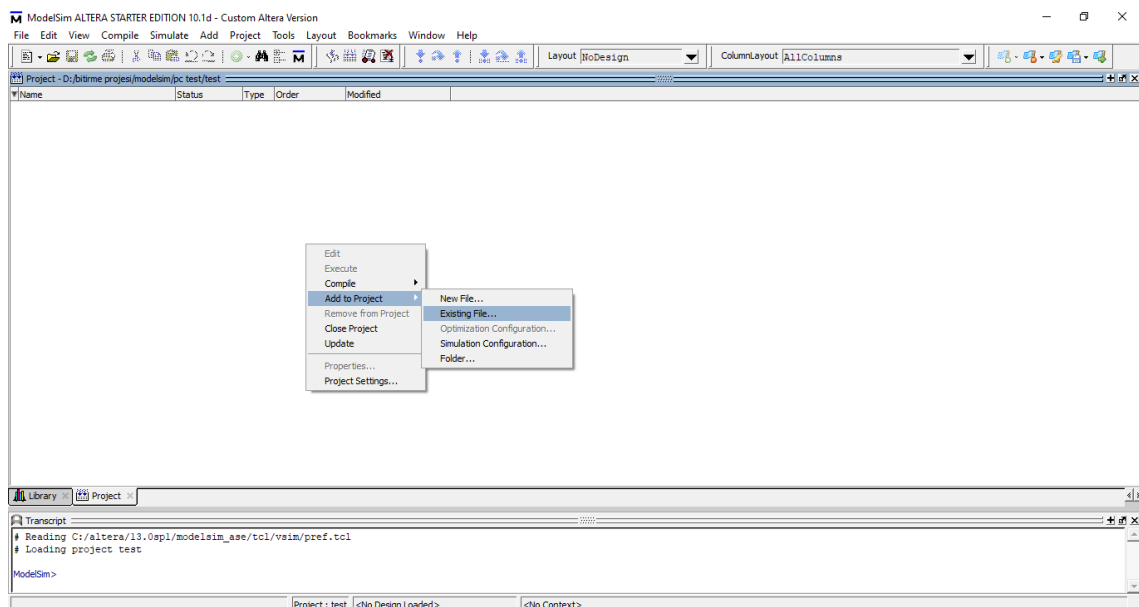 ModelSim ALTERA STARTER EDITION 10.1d - Custom Altera Version
File Edit View Compile Simulate Add Project Tools Layout Bookmarks Window Help
Layout NoDesign ColumnLayout AllColumns
Project - D:/bitirme projesi/modelsim/pc test/test
Name Status Type Order Modified
Edit
Execute
Compile
Add to Project
Remove from Project
Close Project
Update
Properties...
Project Settings...
New File...
Existing File...
Optimization Configuration...
Simulation Configuration...
Folder...
Library Project
Transcript
# Reading C:/altera/13.0sp1/modelsim_ase/tcl/vsim/pref.tcl
# Loading project test
ModelSim>
Project : test <No Design Loaded> <No Context>